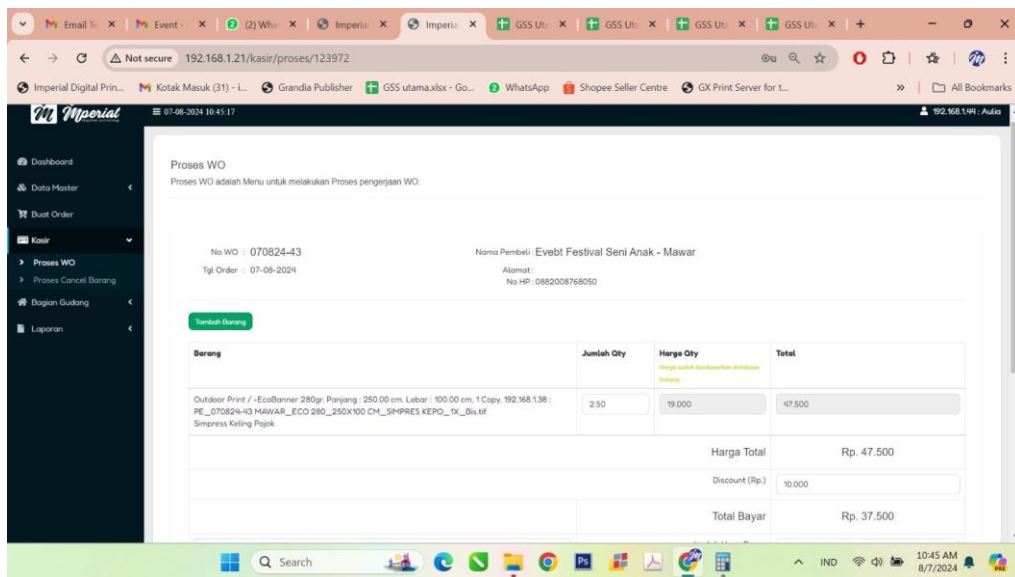 Email Te
Event -
(2) Wha
Imperial
Imperia
GSS Uta
GSS Uta
GSS Uta
GSS Uta
Not secure 192.168.1.21/kasir/proses/123972
Imperial Digital Prin...
Kotak Masuk (31) - i...
Grandia Publisher
GSS utama.xlsx - Go...
WhatsApp
Shopee Seller Centre
GX Print Server for t...
All Bookmarks
Mperial
07-08-2024 10:45:17
192.168.1.44 : Aulia
Dashboard
Data Master
Buat Order
Kasir
Proses WO
Proses Cancel Barang
Bagian Gudang
Laporan
Proses WO
Proses WO adalah Menu untuk melakukan Proses pengerjaan WO.
No WO : 070824-43
Nama Pembeli : Evebt Festival Seni Anak - Mawar
Tgl Order : 07-08-2024
Alamat :
No HP : 0882008768050
Tambah Barang
Barang Jumlah Qty Harga Qty Total
Outdoor Print / -EcoBanner 280gr, Panjang : 250.00 cm, Lebar : 100.00 cm, 1 Copy, 192.168.1.38 :
PE_070824-43 MAWAR_ECO 280_250X100 CM_SIMPRES KEPO_1X_Bia.tif
Simpress Keling Pojok
2.50 19.000 47.500
Harga Total Rp. 47.500
Discount (Rp.) 10.000
Total Bayar Rp. 37.500
Search
Ps
IND
10:45 AM
8/7/2024